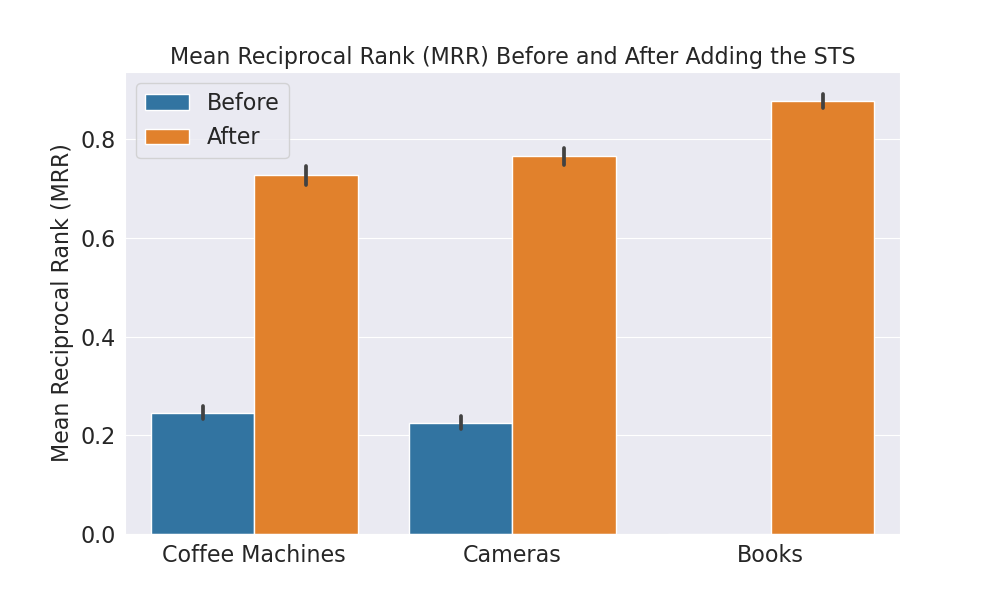 Mean Reciprocal Rank (MRR) Before and After Adding the STS
Before
After
Mean Reciprocal Rank (MRR)
0.8
0.6
0.4
0.2
0.0
Coffee Machines
Cameras
Books